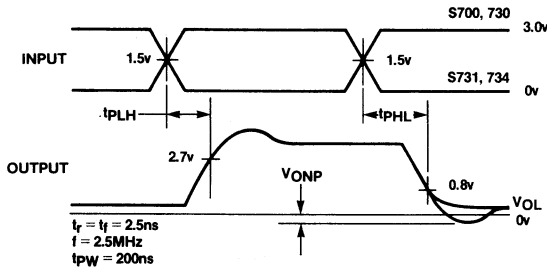 S700, 730
3.0v
INPUT
1.5v
1.5v
S731, 734
0v
tPLH
tPHL
2.7v
OUTPUT
VONP
0.8v
VOL
0v
tr = tf = 2.5ns
f = 2.5MHz
tPW = 200ns